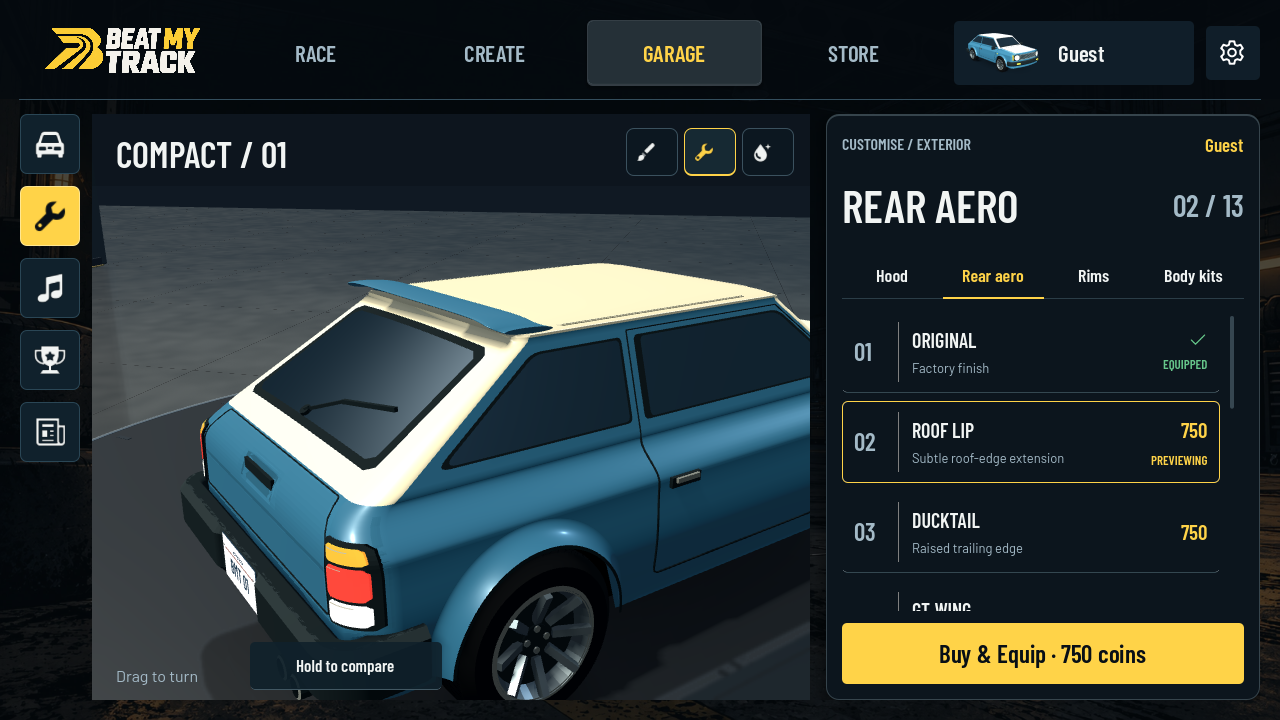 BEAT MY
TRACK
RACE
CREATE
GARAGE
STORE
Guest
COMPACT / 01
CUSTOMISE / EXTERIOR
Guest
REAR AERO
02 / 13
Hood
Rear aero
Rims
Body kits
01
ORIGINAL
Factory finish
EQUIPPED
02
ROOF LIP
Subtle roof-edge extension
750
PREVIEWING
03
DUCKTAIL
Raised trailing edge
750
GT WING
BMT 01
Drag to turn
Hold to compare
Buy & Equip · 750 coins